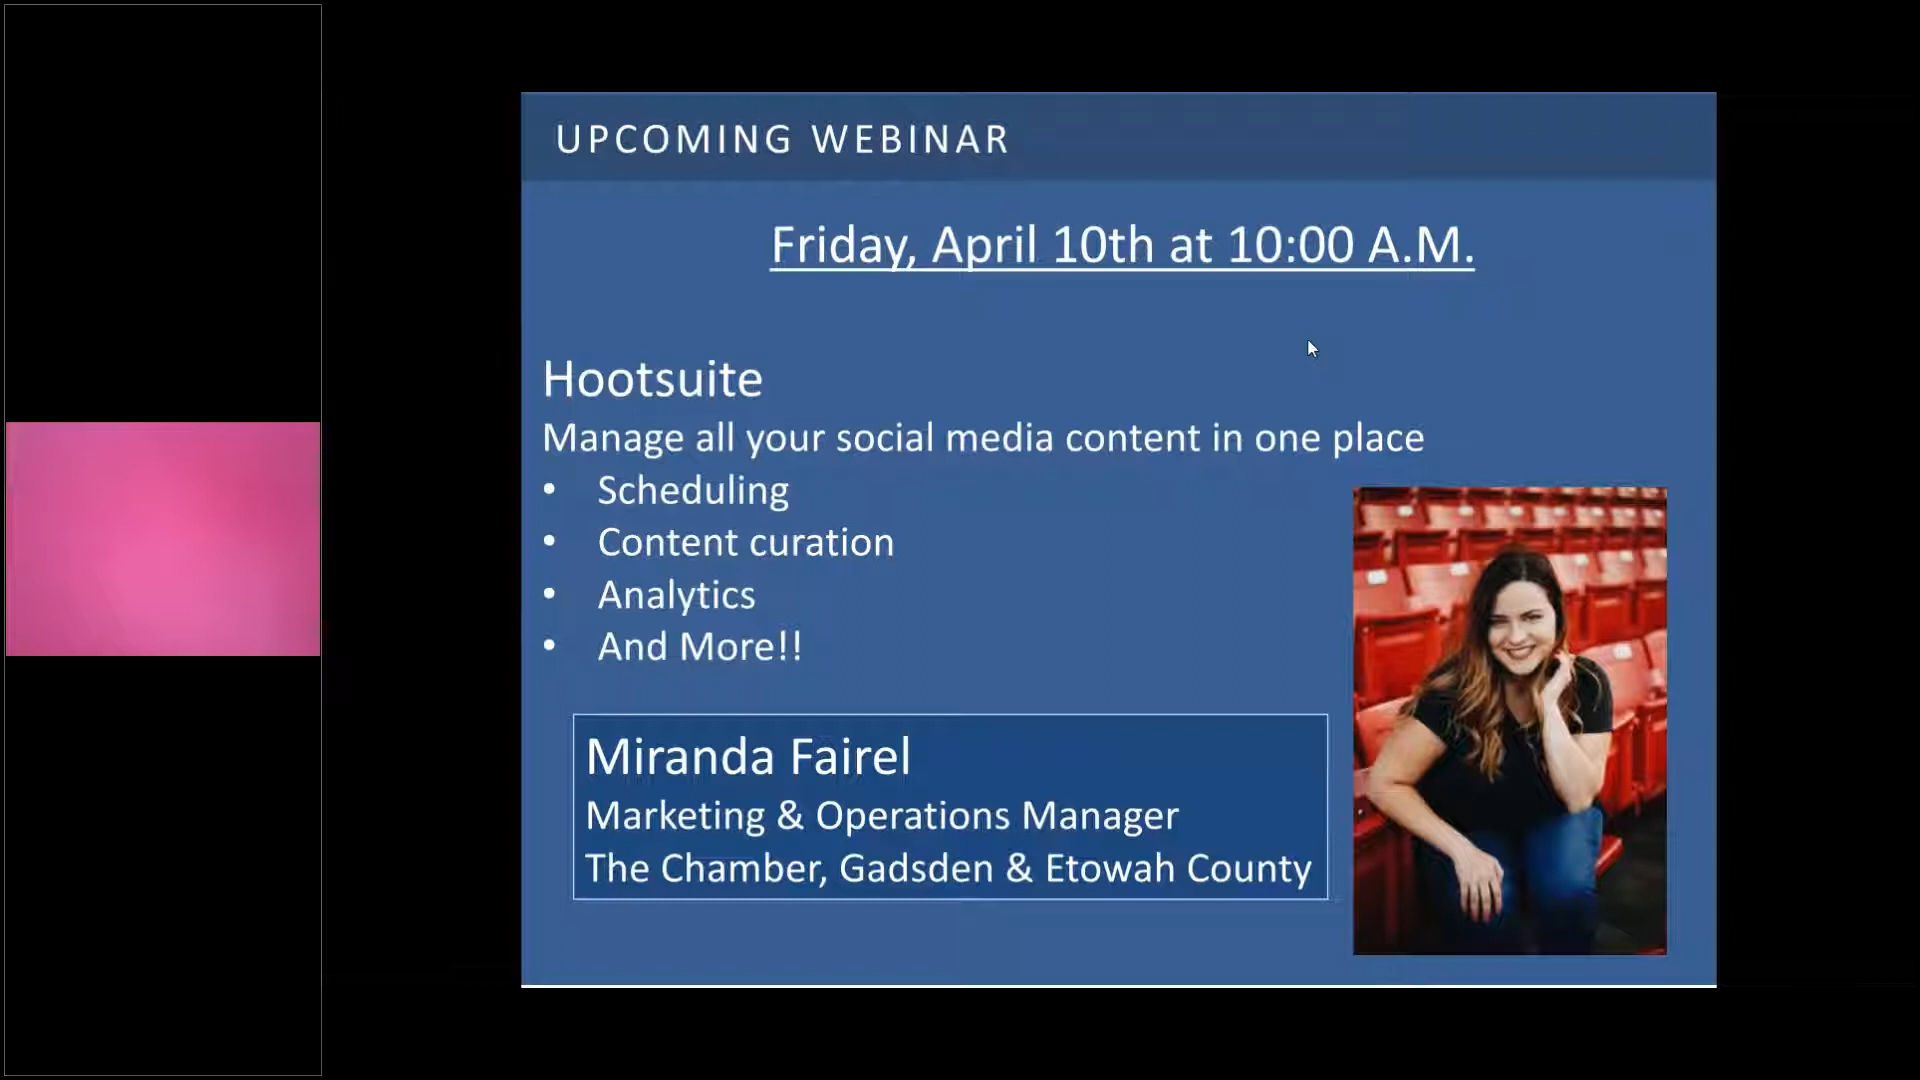 UPCOMING WEBINAR
Friday, April 10th at 10:00 A.M.
Hootsuite
Manage all your social media content in one place
• Scheduling
• Content curation
• Analytics
• And More!!
Miranda Fairel
Marketing & Operations Manager
The Chamber, Gadsden & Etowah County